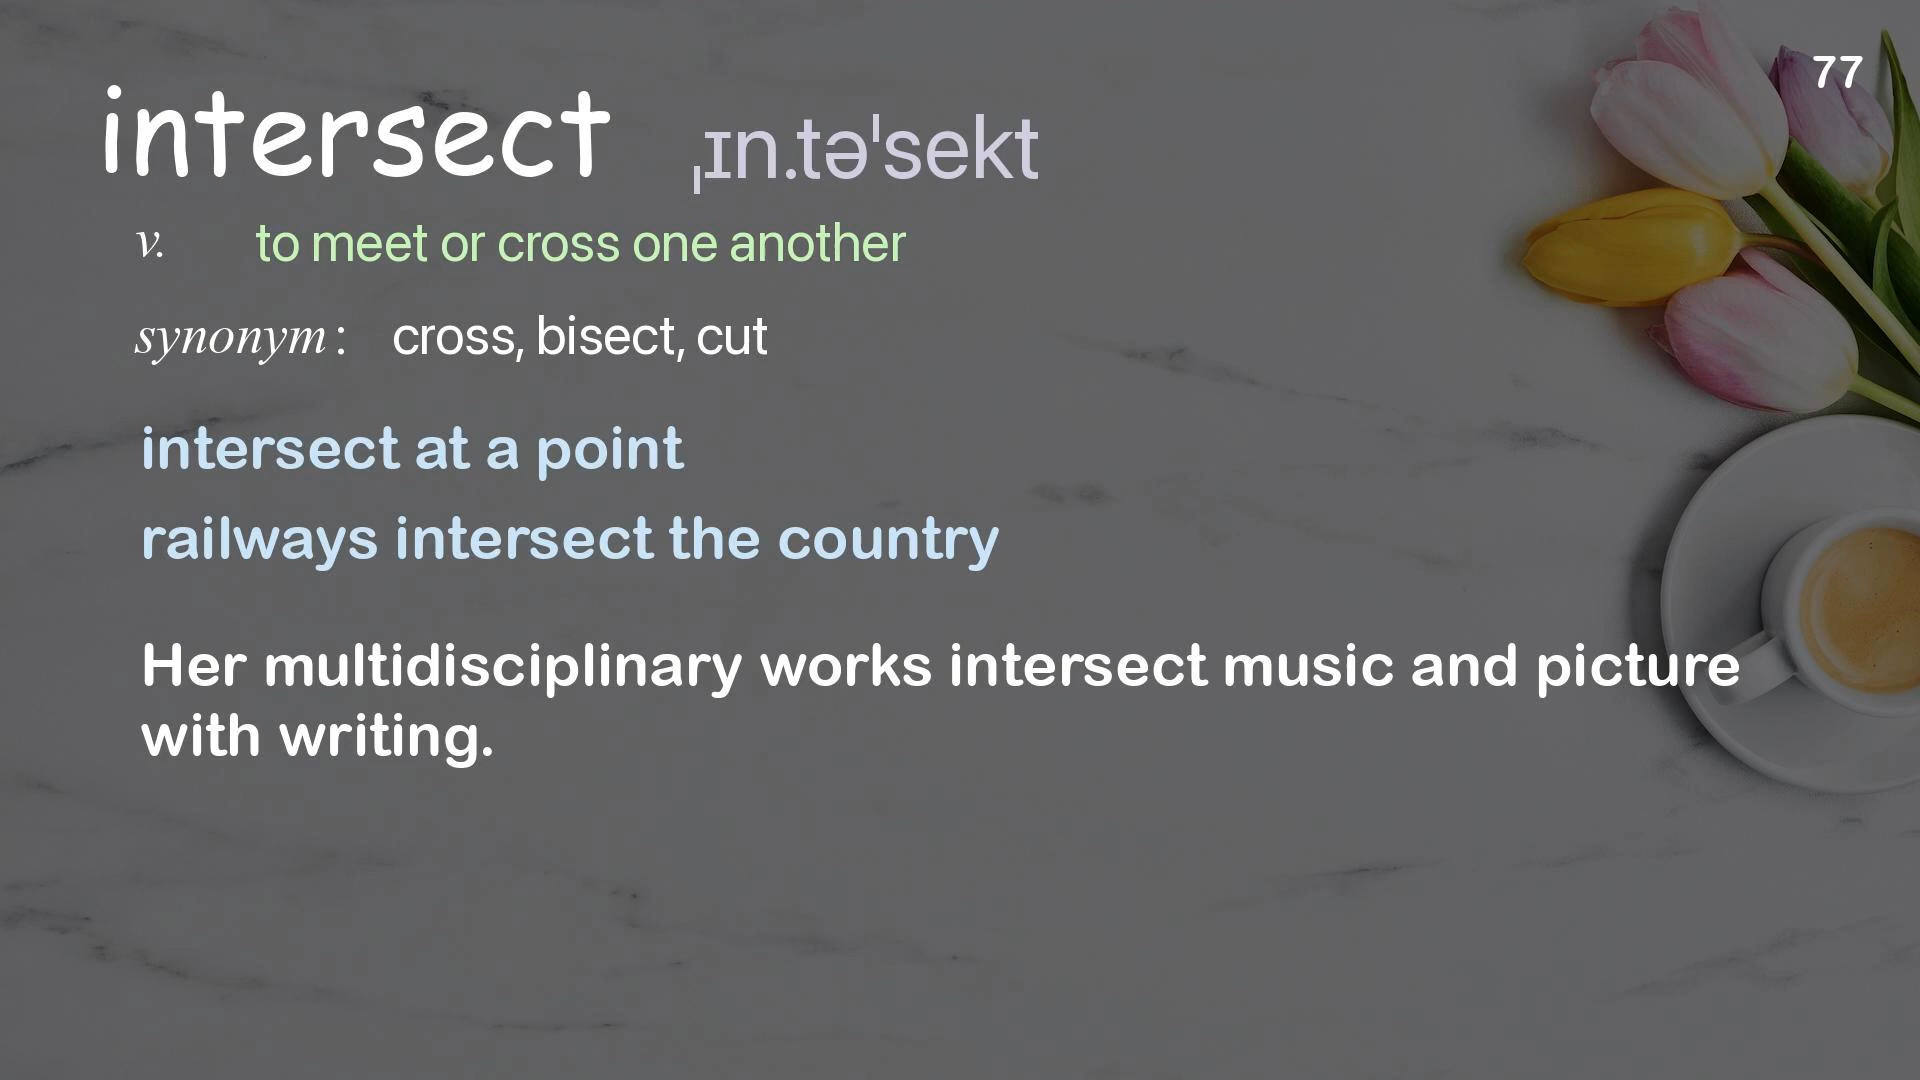 77
intersect ˌɪn.təˈsekt
v. to meet or cross one another
synonym: cross, bisect, cut
intersect at a point
railways intersect the country
Her multidisciplinary works intersect music and picture
with writing.